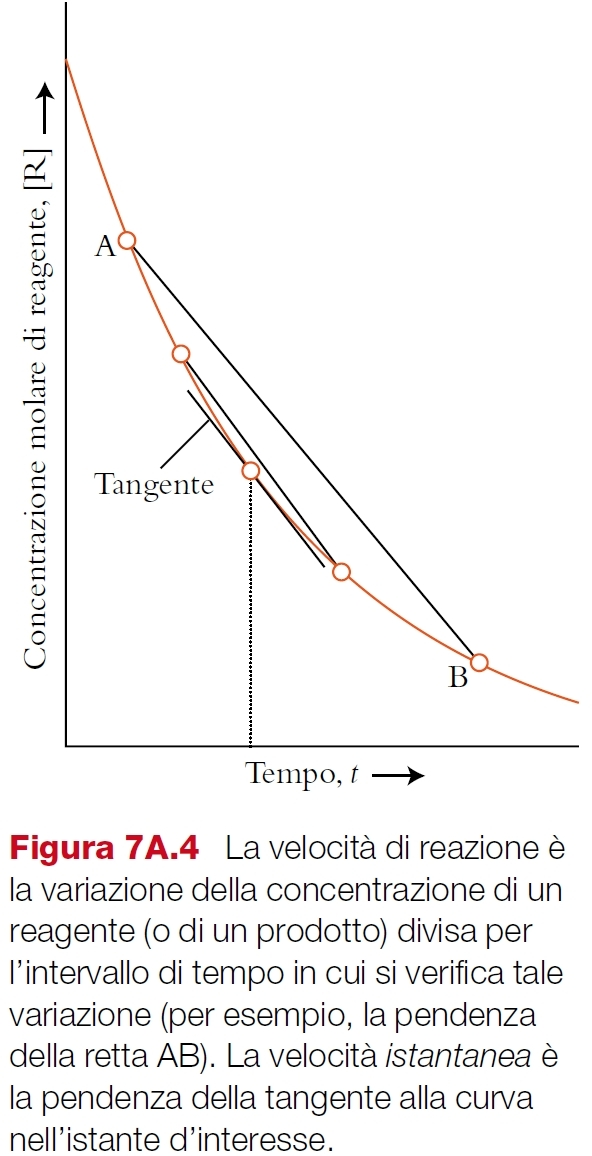 Concentrazione molare di reagente, [R]
A
Tangente
B
Tempo, t
Figura 7A.4 La velocità di reazione è
la variazione della concentrazione di un
reagente (o di un prodotto) divisa per
l’intervallo di tempo in cui si verifica tale
variazione (per esempio, la pendenza
della retta AB). La velocità istantanea è
la pendenza della tangente alla curva
nell’istante d’interesse.